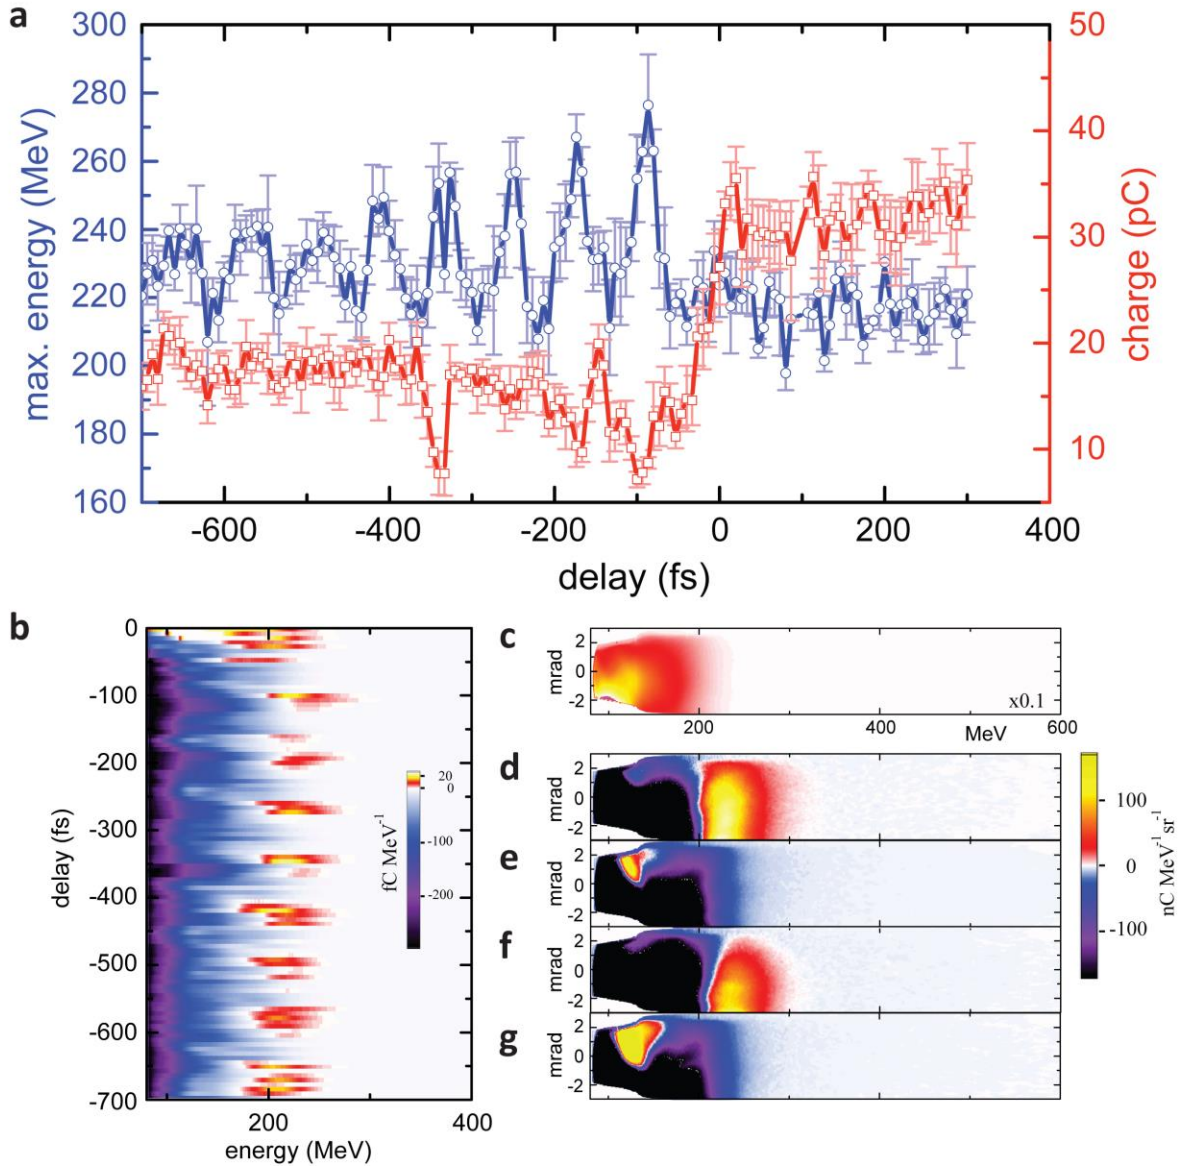 a
300
280
260
240
220
200
180
160
max. energy (MeV)
50
40
30
20
10
charge (pC)
-600 -400 -200 0 200 400
delay (fs)
b
0
-100
-200
-300
-400
-500
-600
-700
delay (fs)
200 400
energy (MeV)
20
0
-100
-200
fC MeV-1
c
mrad
2
0
-2
x0.1
200 400 600
MeV
d
mrad
2
0
-2
e
mrad
2
0
-2
f
mrad
2
0
-2
g
mrad
2
0
-2
100
0
-100
nC MeV-1 sr-1